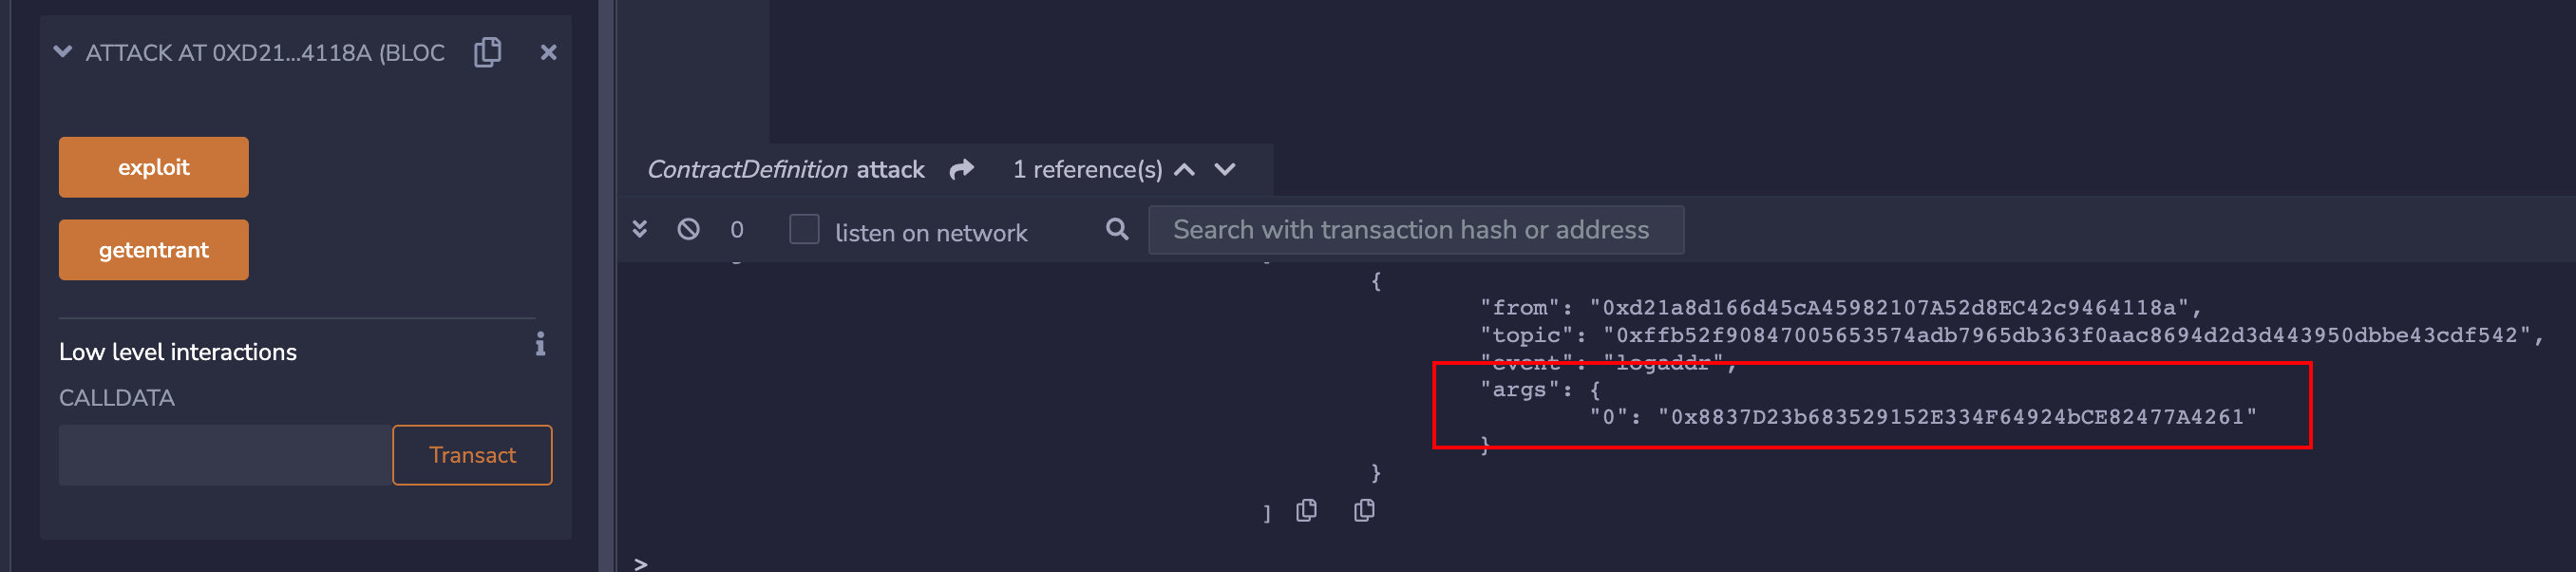 ATTACK AT 0XD21...4118A (BLOC
exploit
getentrant
Low level interactions
CALLDATA
Transact
ContractDefinition attack 1 reference(s)
0 listen on network Search with transaction hash or address
{
"from": "0xd21a8d166d45cA45982107A52d8EC42c9464118a",
"topic": "0xffb52f90847005653574adb7965db363f0aac8694d2d3d443950dbbe43cdf542",
"event": "logaddr",
"args": {
"0": "0x8837D23b683529152E334F64924bCE82477A4261"
}
}
]
>